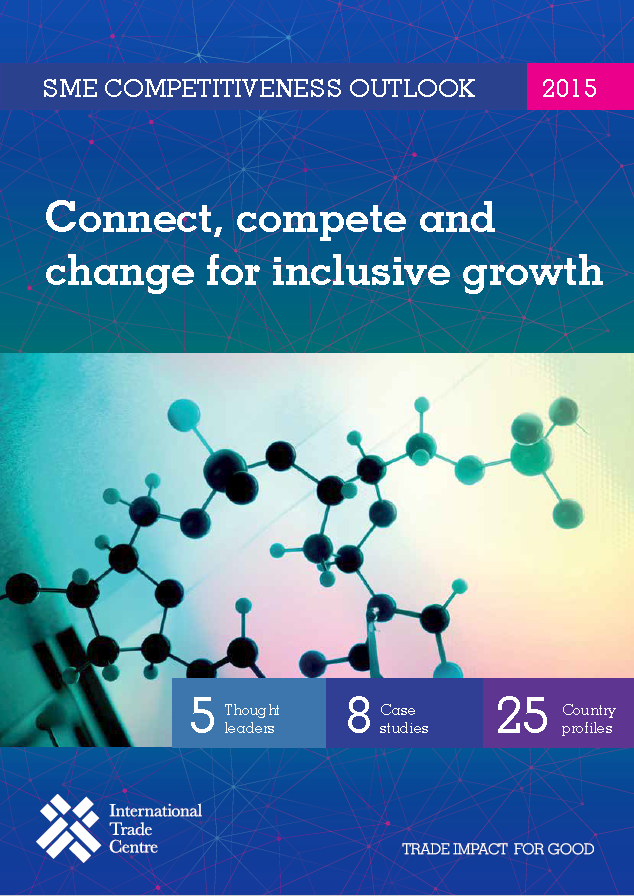 SME COMPETITIVENESS OUTLOOK 2015
Connect, compete and
change for inclusive growth
5 Thought
leaders
8 Case
studies
25 Country
profiles
International
Trade
Centre
TRADE IMPACT FOR GOOD